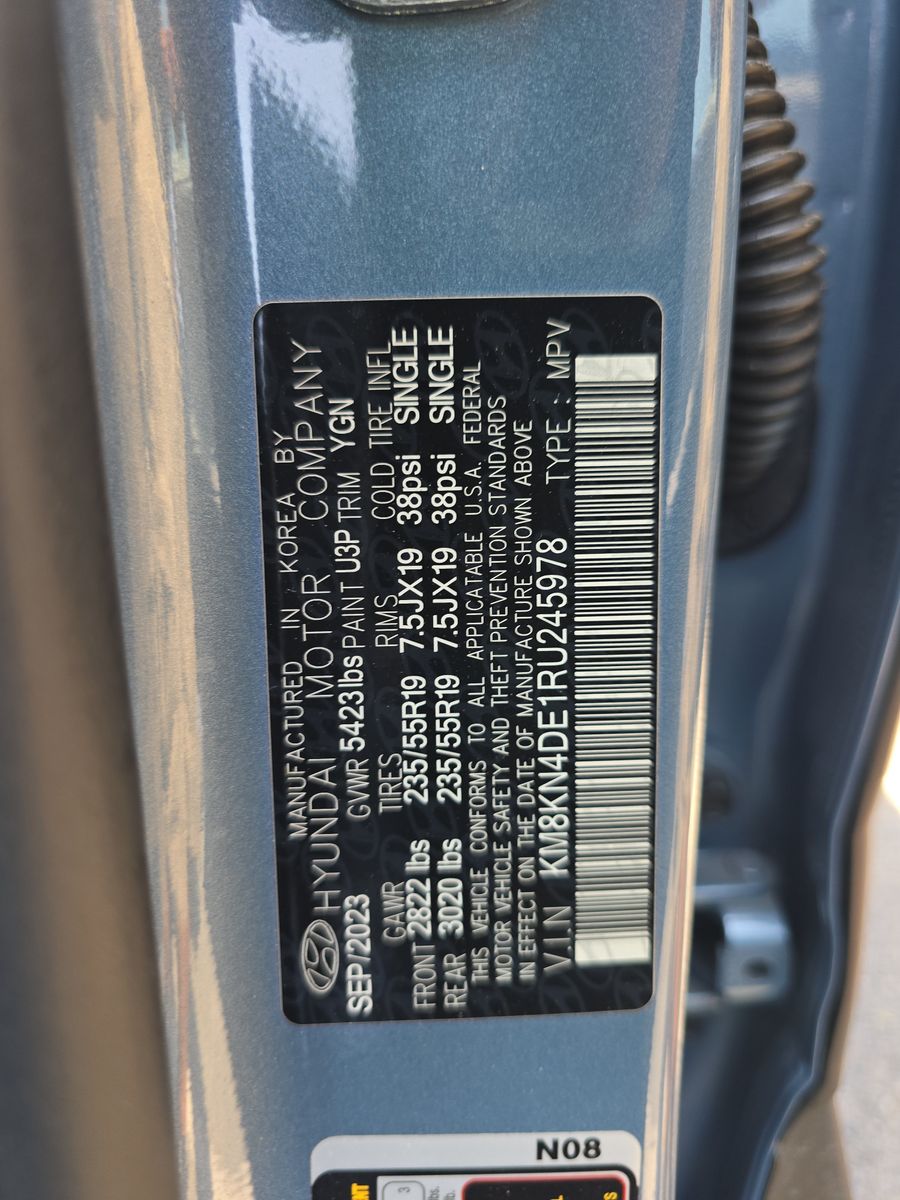 MANUFACTURED IN KOREA BY
HYUNDAI MOTOR COMPANY
SEP/2023 GVWR 5423lbs PAINT U3P TRIM YGN
GAWR TIRES RIMS COLD TIRE INFL
FRONT 2822 lbs 235/55R19 7.5JX19 38psi SINGLE
REAR 3020 lbs 235/55R19 7.5JX19 38psi SINGLE
THIS VEHICLE CONFORMS TO ALL APPLICATABLE U.S.A. FEDERAL
MOTOR VEHICLE SAFETY AND THEFT PREVENTION STANDARDS
IN EFFECT ON THE DATE OF MANUFACTURE SHOWN ABOVE
VIN KM8KN4DE1RU245978 TYPE : MPV
N08